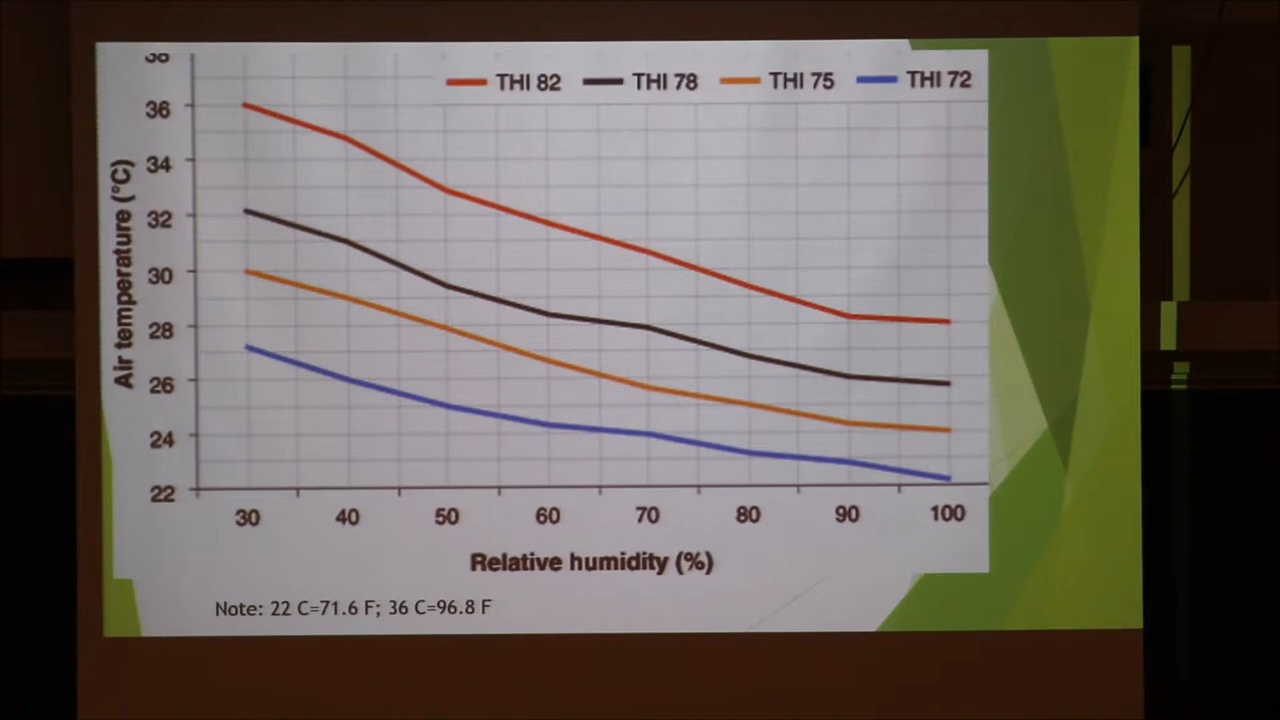 THI 82 THI 78 THI 75 THI 72
38
36
34
32
30
28
26
24
22
Air temperature (°C)
30 40 50 60 70 80 90 100
Relative humidity (%)
Note: 22 C=71.6 F; 36 C=96.8 F